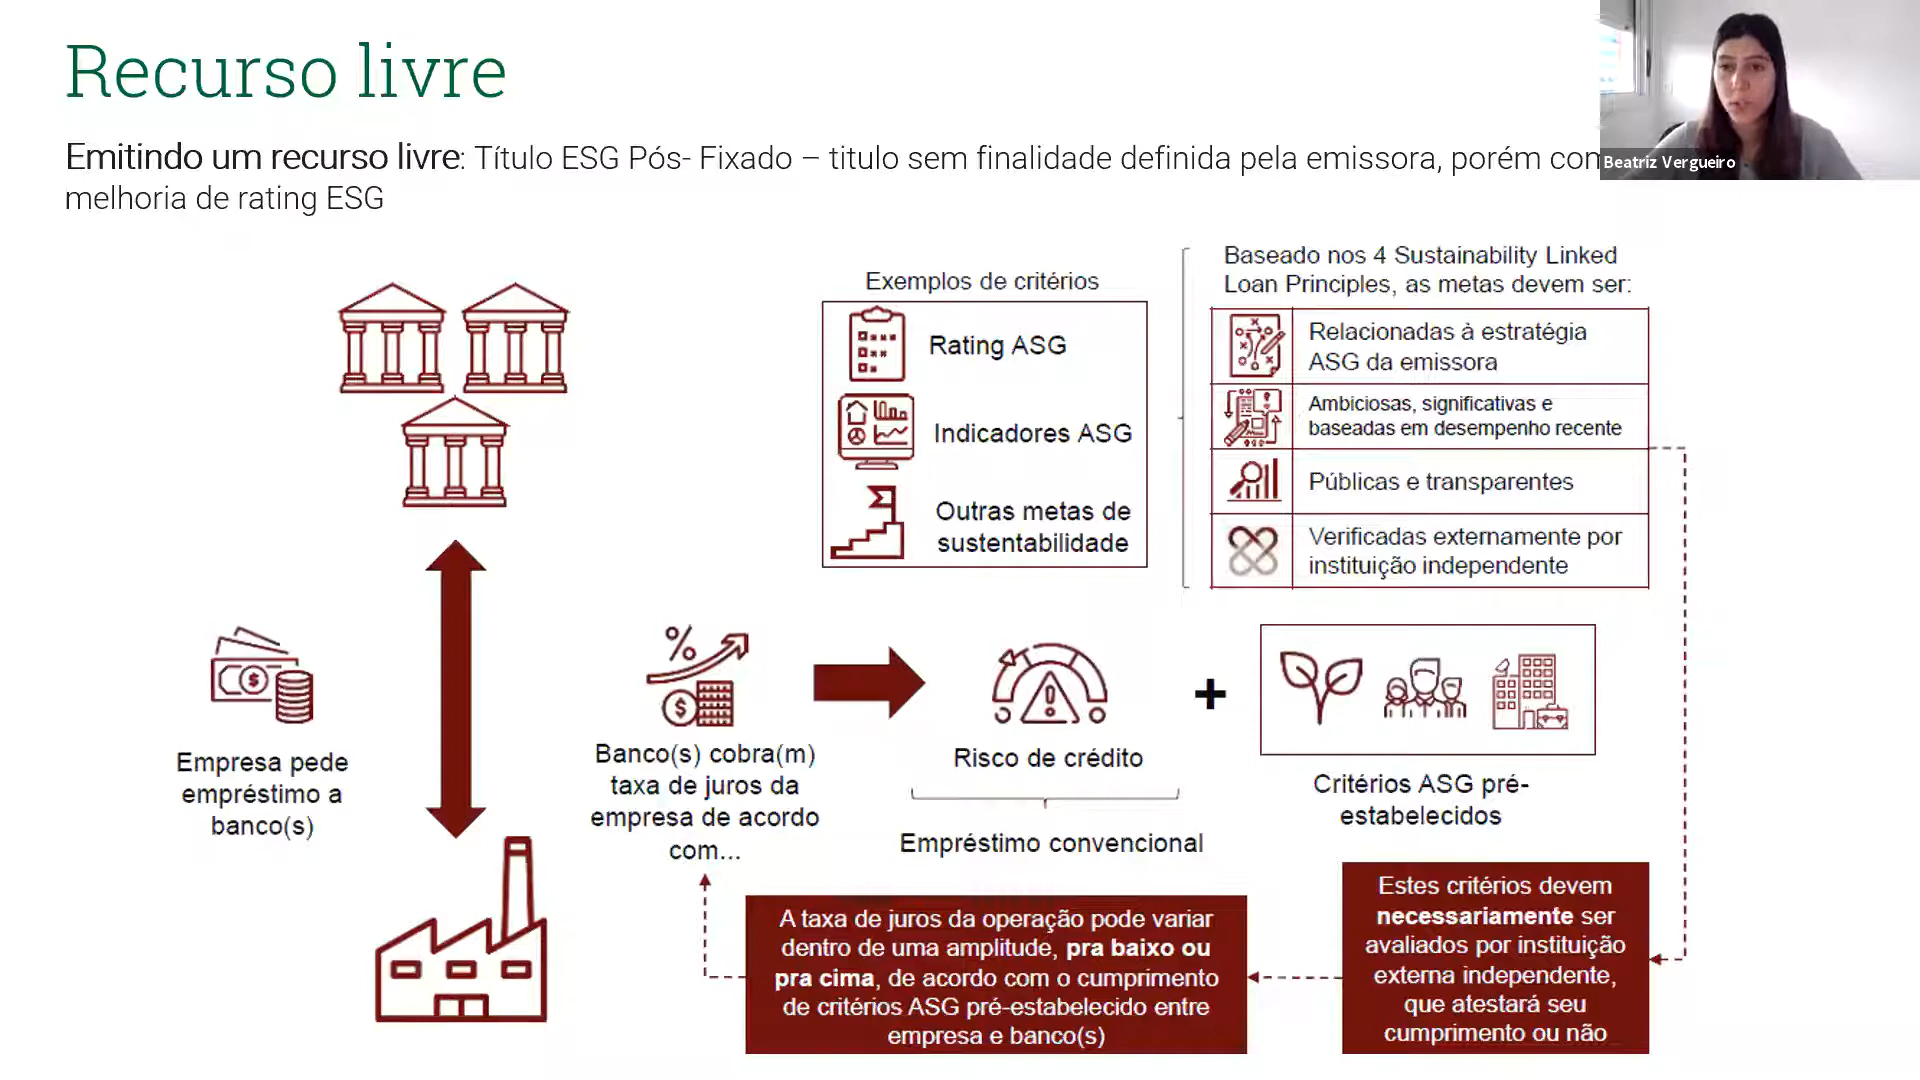 Recurso livre
Emitindo um recurso livre: Título ESG Pós- Fixado – titulo sem finalidade definida pela emissora, porém com
melhoria de rating ESG
Beatriz Vergueiro
Exemplos de critérios
Rating ASG
Indicadores ASG
Outras metas de
sustentabilidade
Baseado nos 4 Sustainability Linked
Loan Principles, as metas devem ser:
Relacionadas à estratégia
ASG da emissora
Ambiciosas, significativas e
baseadas em desempenho recente
Públicas e transparentes
Verificadas externamente por
instituição independente
Empresa pede
empréstimo a
banco(s)
Banco(s) cobra(m)
taxa de juros da
empresa de acordo
com...
Risco de crédito
+
Critérios ASG pré-
estabelecidos
Empréstimo convencional
A taxa de juros da operação pode variar
dentro de uma amplitude, pra baixo ou
pra cima, de acordo com o cumprimento
de critérios ASG pré-estabelecido entre
empresa e banco(s)
Estes critérios devem
necessariamente ser
avaliados por instituição
externa independente,
que atestará seu
cumprimento ou não